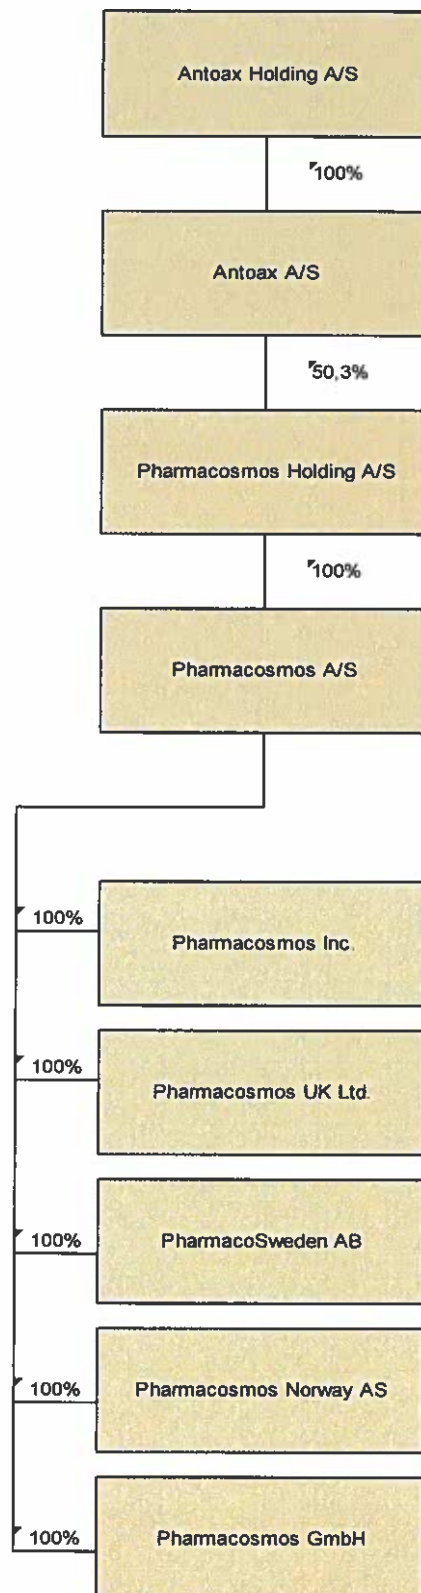 Antoax Holding A/S
100%
Antoax A/S
50,3%
Pharmacosmos Holding A/S
100%
Pharmacosmos A/S
100%
Pharmacosmos Inc.
100%
Pharmacosmos UK Ltd.
100%
PharmacoSweden AB
100%
Pharmacosmos Norway AS
100%
Pharmacosmos GmbH